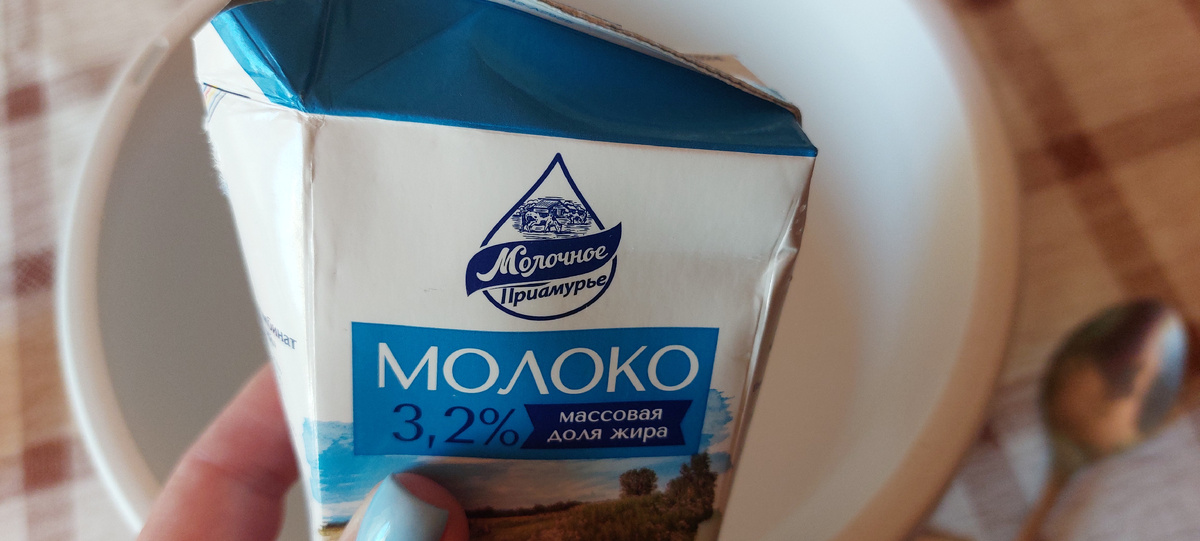 Молочное
Приамурье
МОЛОКО
3,2%
массовая
доля жира